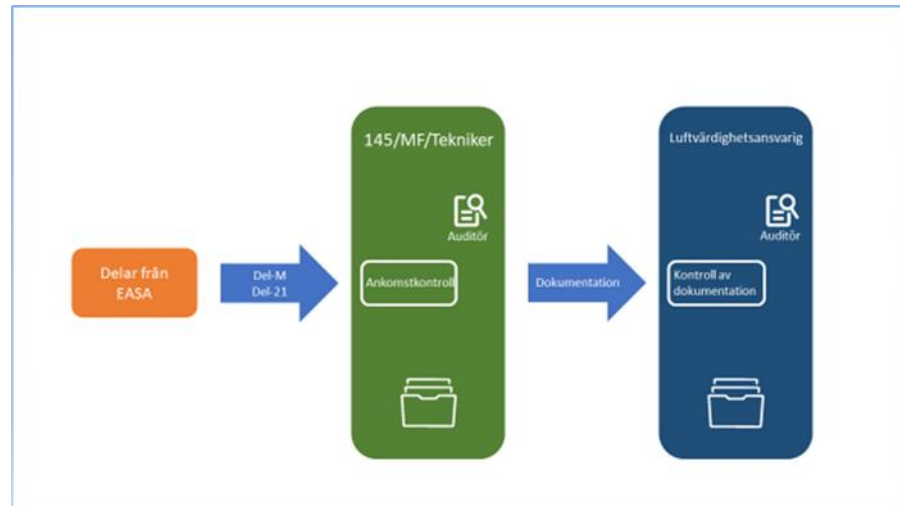 Delar från
EASA
Del-M
Del-21
145/MF/Tekniker
Auditör
Ankomstkontroll
Dokumentation
Luftvärdighetsansvarig
Auditör
Kontroll av
dokumentation